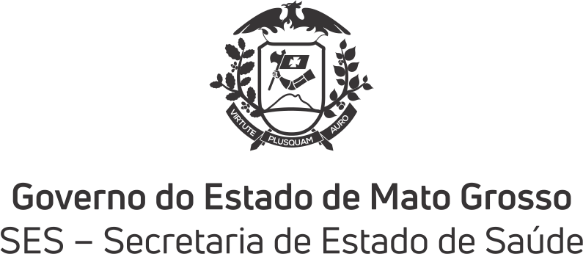 VIRTUTE PLUSQUAM AURO
Governo do Estado de Mato Grosso
SES – Secretaria de Estado de Saúde